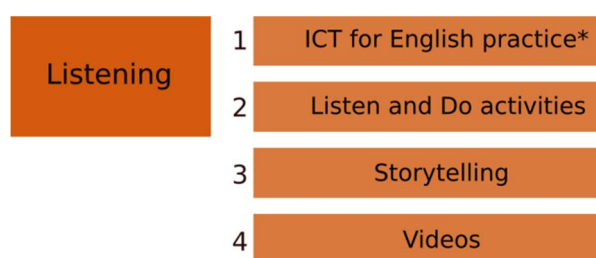 Listening
1 ICT for English practice*
2 Listen and Do activities
3 Storytelling
4 Videos